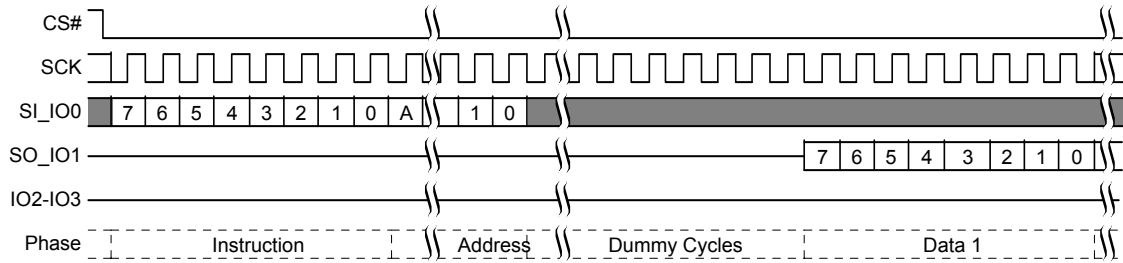 CS#
SCK
SI_IO0 7 6 5 4 3 2 1 0 A 1 0
SO_IO1 7 6 5 4 3 2 1 0
IO2-IO3
Phase Instruction Address Dummy Cycles Data 1